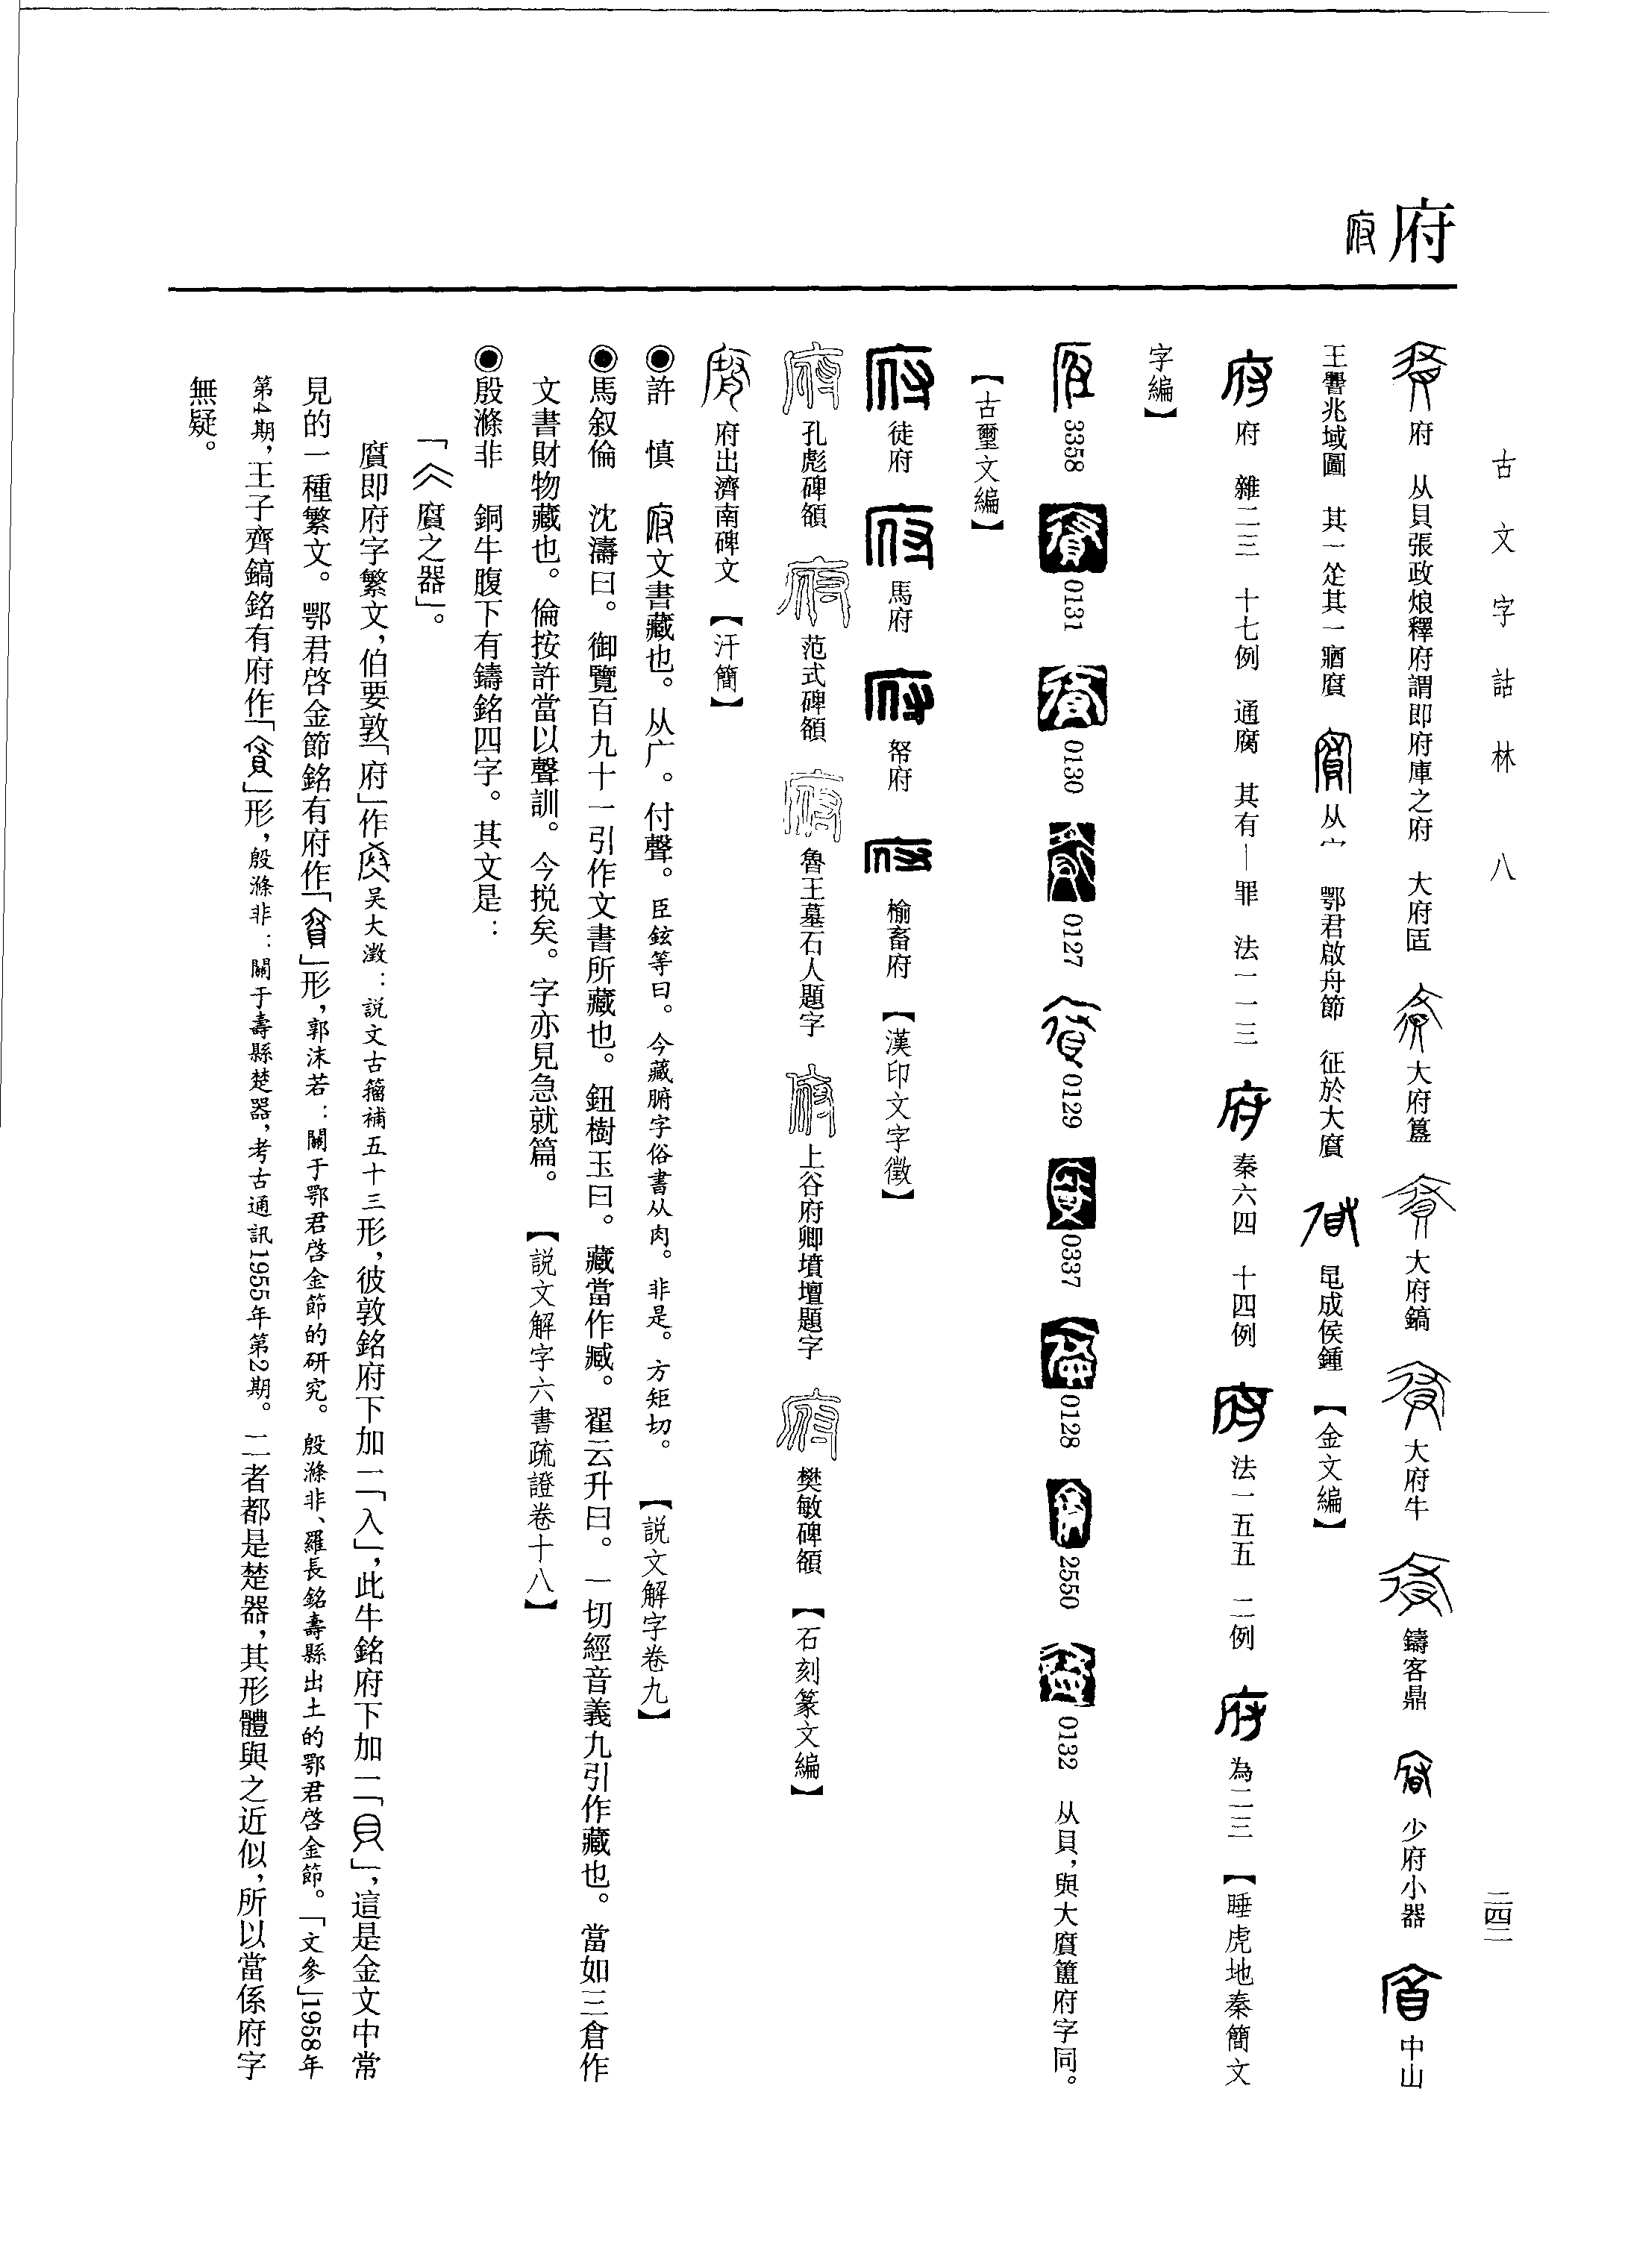 古文字詁林 八
二四二
府
府 从貝張政烺釋府謂即府庫之府 大府匜 大府簋 大府鎬 大府牛 鑄客鼎 少府小器 中山
王䁐兆域圖 其一从其一 从宀 鄂君啟舟節 征於大𢊾 成侯鍾 【金文編】
府 雜二三 十七例 通腐 其有—罪 法一一三 秦六四 十四例 法一五五 二例 為二三 【睡虎地秦簡文
字編】
3358 0131 0130 0127 0129 0337 0128 2550 0132 从貝,與大𢊾簠府字同。
【古璽文編】
徒府 馬府 帑府 榆畜府 【漢印文字徵】
孔彪碑領 范式碑領 魯王墓石人題字 上谷府卿墳壇題字 樊敏碑領 【石刻篆文編】
府出濟南碑文 【汗簡】
◉許 慎 文書藏也。从广。付聲。臣鉉等曰。今藏腑字俗書从肉。非是。方矩切。 【説文解字卷九】
◉馬叙倫 沈濤曰。御覽百九十一引作文書所藏也。鈕樹玉曰。藏當作臧。翟云升曰。一切經音義九引作藏也。當如三倉作
文書財物藏也。倫按許當以聲訓。今挩矣。字亦見急就篇。 【説文解字六書疏證卷十八】
◉殷滌非 銅牛腹下有鑄銘四字。其文是:
「𢊾之器」。
𢊾即府字繁文,伯要敦「府」作吴大澂:説文古籀補五十三形,彼敦銘府下加二「入」,此牛銘府下加一「貝」,這是金文中常
見的一種繁文。鄂君啓金節銘有府作「」形,郭沫若:關于鄂君啓金節的研究。殷滌非、羅長銘壽縣出土的鄂君啓金節。「文參」1958年
第4期,王子齊鎬銘有府作「」形,殷滌非:關于壽縣楚器,考古通訊1955年第2期。二者都是楚器,其形體與之近似,所以當係府字
無疑。